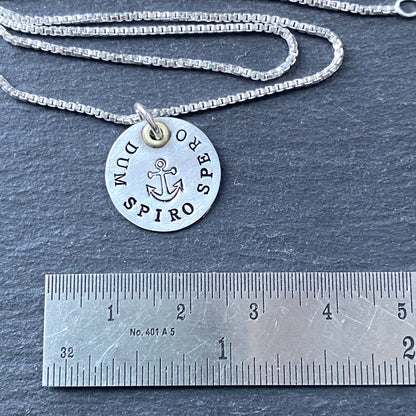 DUM SPIRO SPERO
1 2 3 4 5
No. 401 A 5
32 1 2